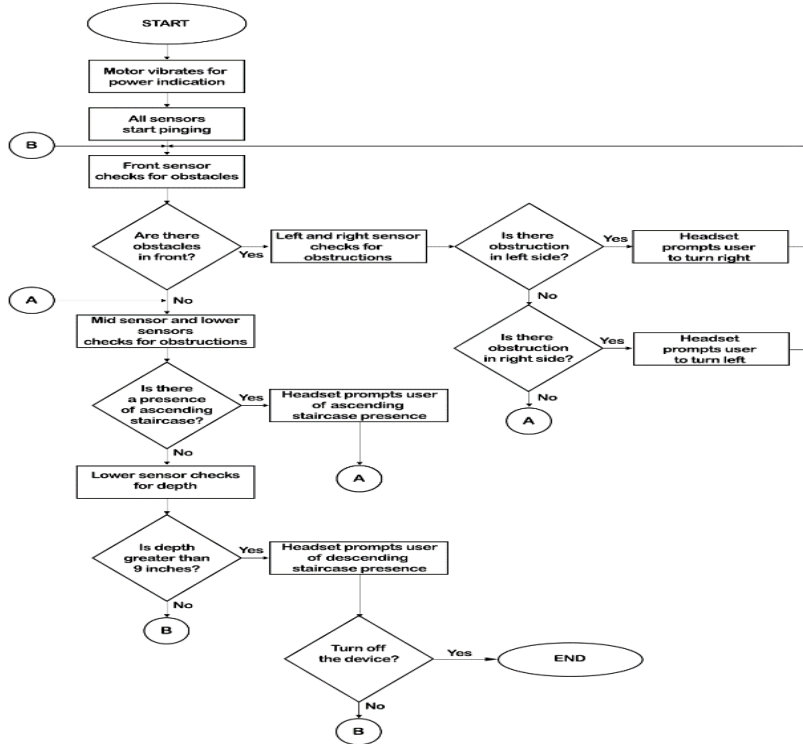 START
Motor vibrates for
power indication
All sensors
start pinging
B
Front sensor
checks for obstacles
Are there
obstacles
in front?
Yes
Left and right sensor
checks for
obstructions
Is there
obstruction
in left side?
Yes
Headset
prompts user
to turn right
A
No
No
Mid sensor and lower
sensors
checks for obstructions
Is there
obstruction
in right side?
Yes
Headset
prompts user
to turn left
Is there
a presence
of ascending
staircase?
Yes
Headset prompts user
of ascending
staircase presence
No
A
No
A
Lower sensor checks
for depth
Is depth
greater than
9 inches?
Yes
Headset prompts user
of descending
staircase presence
No
B
Turn off
the device?
Yes
END
No
B